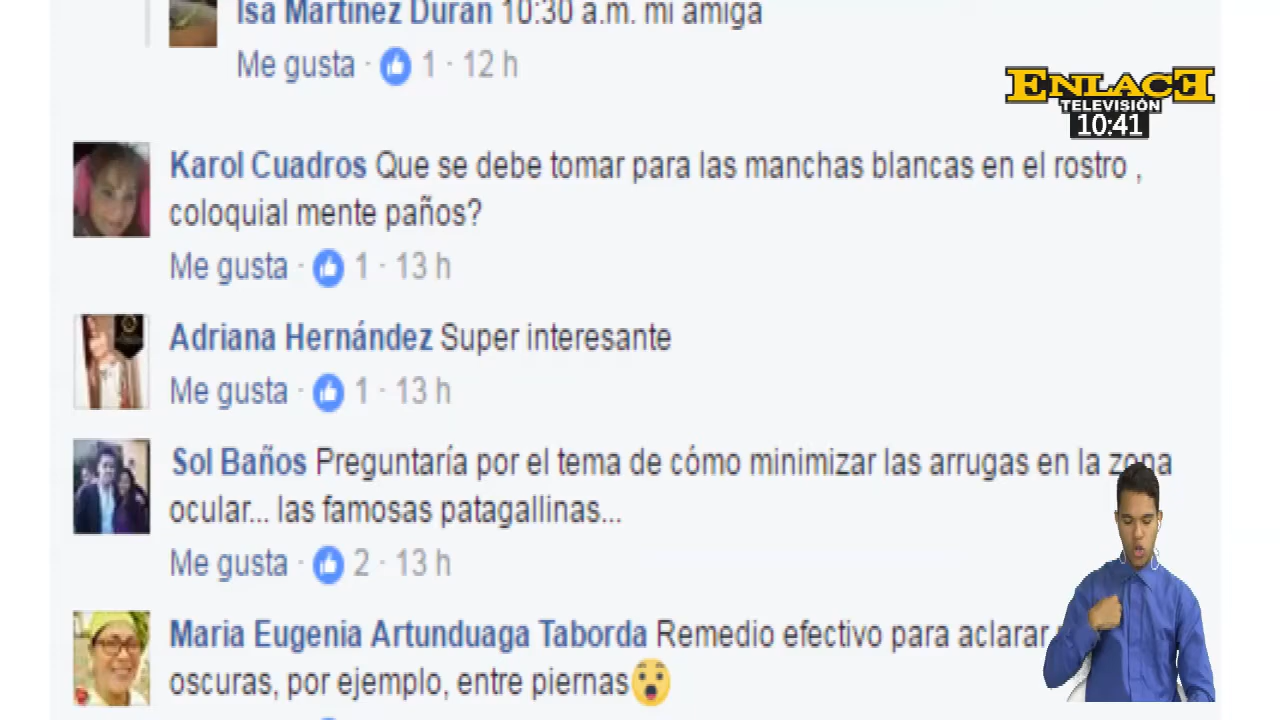 Isa Martínez Durán 10:30 a.m. mi amiga
Me gusta · 1 · 12 h
ENLACE
TELEVISIÓN
10:41
Karol Cuadros Que se debe tomar para las manchas blancas en el rostro ,
coloquial mente paños?
Me gusta · 1 · 13 h
Adriana Hernández Super interesante
Me gusta · 1 · 13 h
Sol Baños Preguntaría por el tema de cómo minimizar las arrugas en la zona
ocular... las famosas patagallinas...
Me gusta · 2 · 13 h
Maria Eugenia Artunduaga Taborda Remedio efectivo para aclarar
oscuras, por ejemplo, entre piernas😲